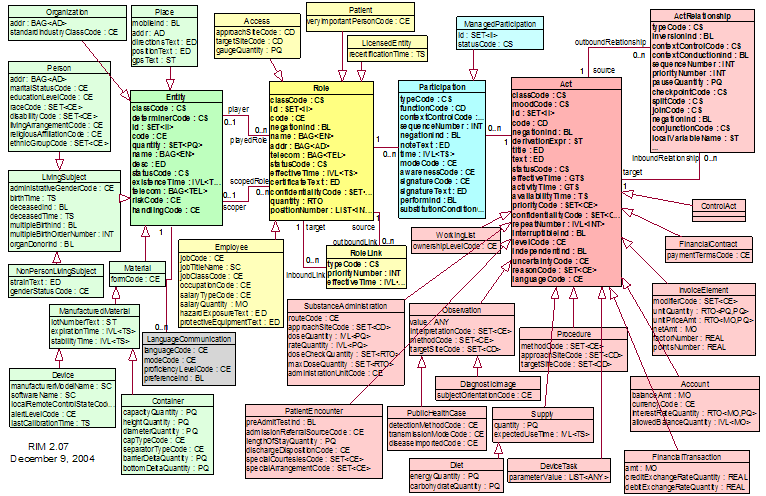 Organization
addr : BAG<AD>
standardIndustryClassCode : CE
Place
mobileInd : BL
addr : AD
directionsText : ED
positionText : ED
gpsText : ST
Access
approachSiteCode : CD
targetSiteCode : CD
gaugeQuantity : PQ
Patient
veryImportantPersonCode : CE
LicensedEntity
recertificationTime : TS
ManagedParticipation
id : SET<II>
statusCode : CS
ActRelationship
typeCode : CS
inversionInd : BL
contextControlCode : CS
contextConductionInd : BL
sequenceNumber : INT
priorityNumber : INT
pauseQuantity : PQ
checkpointCode : CS
splitCode : CS
joinCode : CS
negationInd : BL
conjunctionCode : CS
localVariableName : ST
...
outboundRelationship
0..n
1
source
Person
addr : BAG<AD>
maritalStatusCode : CE
educationLevelCode : CE
raceCode : SET<CE>
disabilityCode : SET<CE>
livingArrangementCode : CE
religiousAffiliationCode : CE
ethnicGroupCode : SET<CE>
Entity
classCode : CS
determinerCode : CS
id : SET<II>
code : CE
quantity : SET<PQ>
name : BAG<EN>
desc : ED
statusCode : CS
existenceTime : IVL<T...
telecom : BAG<TEL>
riskCode : CE
handlingCode : CE
player
0..1
0..n
playedRole
scopedRole
0..1
0..n
scoper
Role
classCode : CS
id : SET<II>
code : CE
negationInd : BL
name : BAG<EN>
addr : BAG<AD>
telecom : BAG<TEL>
statusCode : CS
effectiveTime : IVL<TS>
certificateText : ED
confidentialityCode : SET...
quantity : RTO
positionNumber : LIST<IN...
1
0..n
Participation
typeCode : CS
functionCode : CD
contextControlCode : ...
sequenceNumber : INT
negationInd : BL
noteText : ED
time : IVL<TS>
modeCode : CE
awarenessCode : CE
signatureCode : CE
signatureText : ED
performInd : BL
substitutionCondition...
0..n
1
Act
classCode : CS
moodCode : CS
id : SET<II>
code : CD
negationInd : BL
derivationExpr : ST
title : ED
text : ED
statusCode : CS
effectiveTime : GTS
activityTime : GTS
availabilityTime : TS
priorityCode : SET<CE>
confidentialityCode : SET<C...
repeatNumber : IVL<INT>
interruptibleInd : BL
levelCode : CE
independentInd : BL
uncertaintyCode : CE
reasonCode : SET<CE>
languageCode : CE
inboundRelationship
target
0..n
1
LivingSubject
administrativeGenderCode : CE
birthTime : TS
deceasedInd : BL
deceasedTime : TS
multipleBirthInd : BL
multipleBirthOrderNumber : INT
organDonorInd : BL
NonPersonLivingSubject
strainText : ED
genderStatusCode : CE
Material
formCode : CE
1
0..n
Employee
jobCode : CE
jobTitleName : SC
jobClassCode : CE
occupationCode : CE
salaryTypeCode : CE
salaryQuantity : MO
hazardExposureText : ED
protectiveEquipmentText : ED
1
target
1
source
outboundLink
0..n
inboundLink
0..n
RoleLink
typeCode : CS
priorityNumber : INT
effectiveTime : IVL...
WorkingList
ownershipLevelCode : CE
ControlAct
FinancialContract
paymentTermsCode : CE
ManufacturedMaterial
lotNumberText : ST
expirationTime : IVL<TS>
stabilityTime : IVL<TS>
LanguageCommunication
languageCode : CE
modeCode : CE
proficiencyLevelCode : CE
preferenceInd : BL
SubstanceAdministration
routeCode : CE
approachSiteCode : SET<CD>
doseQuantity : IVL<PQ>
rateQuantity : IVL<PQ>
doseCheckQuantity : SET<RTO>
maxDoseQuantity : SET<RTO>
administrationUnitCode : CE
Observation
value : ANY
interpretationCode : SET<CE>
methodCode : SET<CE>
targetSiteCode : SET<CD>
Procedure
methodCode : SET<CE>
approachSiteCode : SET<CD>
targetSiteCode : SET<CD>
InvoiceElement
modifierCode : SET<CE>
unitQuantity : RTO<PQ,PQ>
unitPriceAmt : RTO<MO,PQ>
netAmt : MO
factorNumber : REAL
pointsNumber : REAL
Device
manufacturerModelName : SC
softwareName : SC
localRemoteControlStateCode...
alertLevelCode : CE
lastCalibrationTime : TS
Container
capacityQuantity : PQ
heightQuantity : PQ
diameterQuantity : PQ
capTypeCode : CE
separatorTypeCode : CE
barrierDeltaQuantity : PQ
bottomDeltaQuantity : PQ
DiagnosticImage
subjectOrientationCode : CE
Account
balanceAmt : MO
currencyCode : CE
interestRateQuantity : RTO<MO,PQ>
allowedBalanceQuantity : IVL<MO>
PatientEncounter
preAdmitTestInd : BL
admissionReferralSourceCode : CE
lengthOfStayQuantity : PQ
dischargeDispositionCode : CE
specialCourtesiesCode : SET<CE>
specialArrangementCode : SET<CE>
PublicHealthCase
detectionMethodCode : CE
transmissionModeCode : CE
diseaseImportedCode : CE
Supply
quantity : PQ
expectedUseTime : IVL<TS>
Diet
energyQuantity : PQ
carbohydrateQuantity : PQ
DeviceTask
parameterValue : LIST<ANY>
FinancialTransaction
amt : MO
creditExchangeRateQuantity : REAL
debitExchangeRateQuantity : REAL
RIM 2.07
December 9, 2004